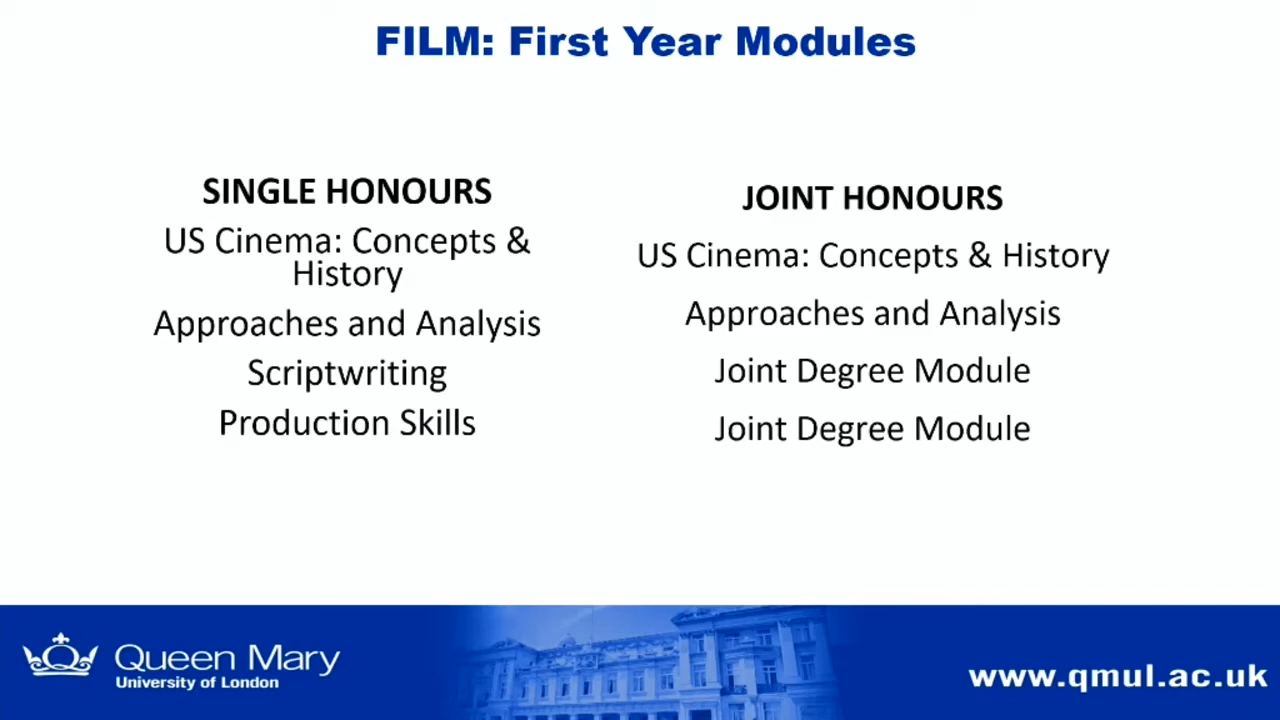 FILM: First Year Modules
SINGLE HONOURS
US Cinema: Concepts &
History
Approaches and Analysis
Scriptwriting
Production Skills
JOINT HONOURS
US Cinema: Concepts & History
Approaches and Analysis
Joint Degree Module
Joint Degree Module
Queen Mary
University of London
www.qmul.ac.uk